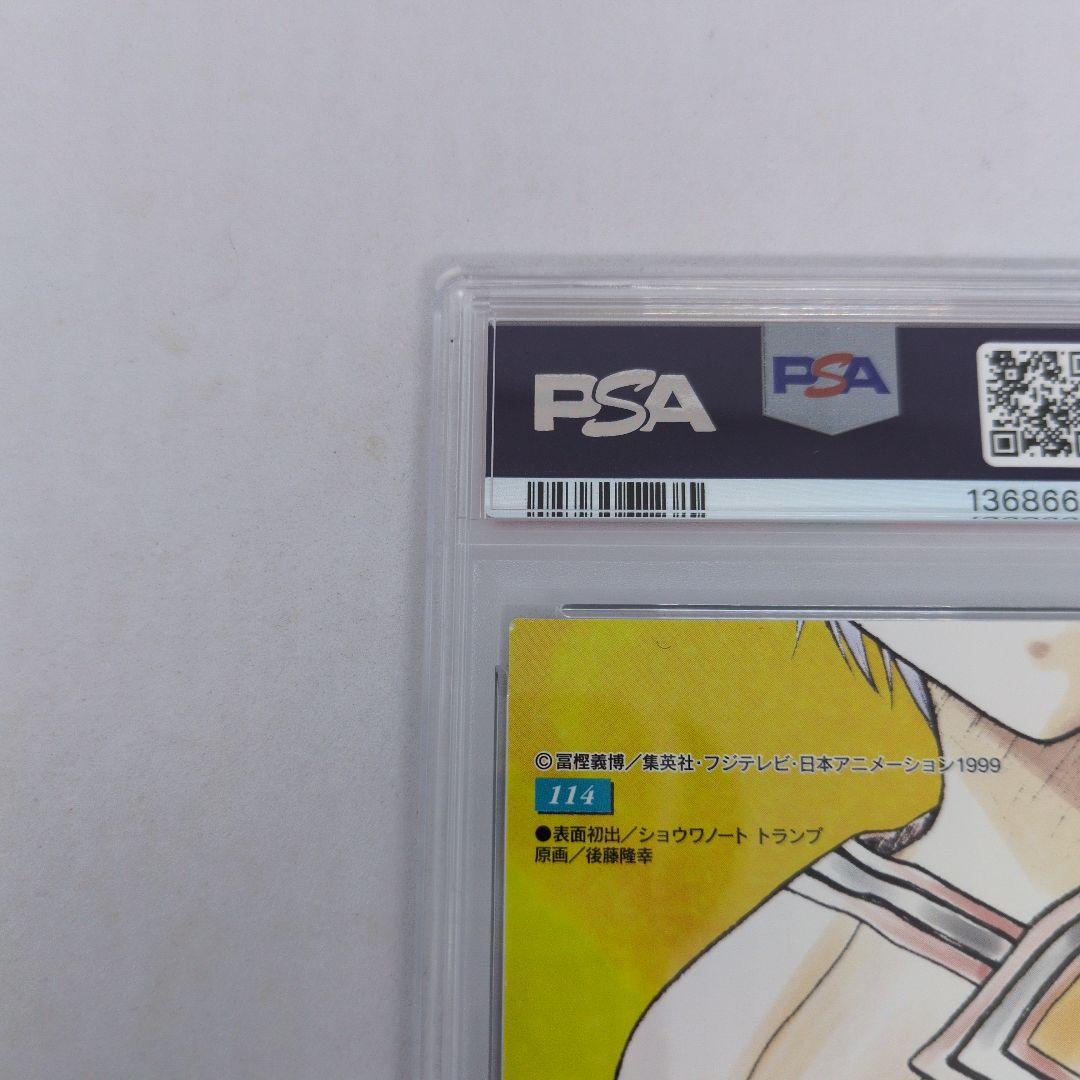 PSA
PSA
136866
©冨樫義博／集英社・フジテレビ・日本アニメーション1999
114
●表面初出／ショウワノート トランプ
原画／後藤隆幸